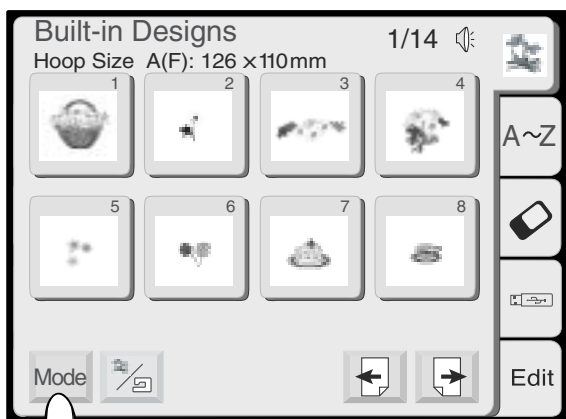 Built-in Designs 1/14
Hoop Size A(F): 126 ×110mm
1 2 3 4
A~Z
5 6 7 8
Mode
Edit